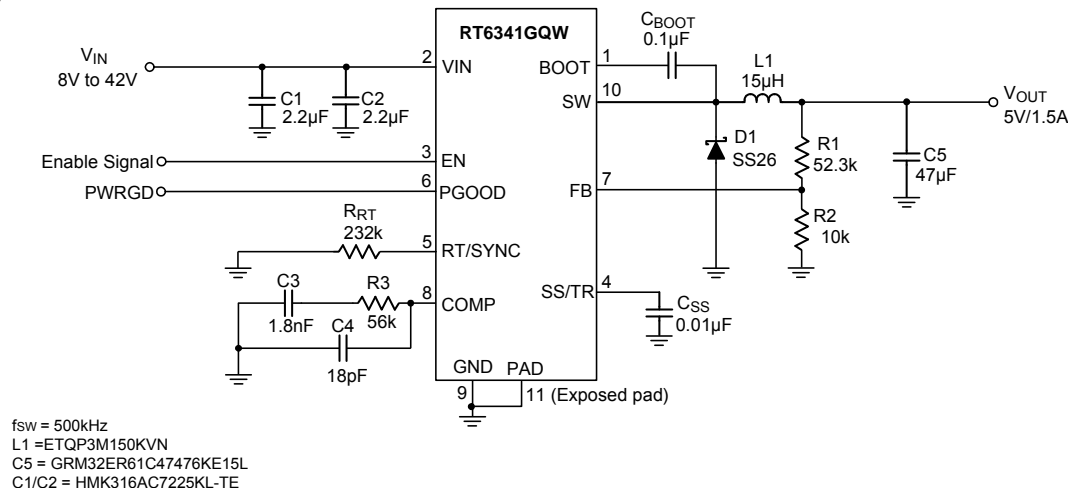 RT6341GQW
VIN
8V to 42V
2
VIN
C1
2.2µF
C2
2.2µF
Enable Signal
3
EN
PWRGD
6
PGOOD
RRT
232k
5
RT/SYNC
C3
1.8nF
R3
56k
8
COMP
C4
18pF
GND
PAD
9
11 (Exposed pad)
BOOT
1
CBOOT
0.1µF
SW
10
L1
15µH
VOUT
5V/1.5A
D1
SS26
R1
52.3k
C5
47µF
FB
7
R2
10k
SS/TR
4
CSS
0.01µF
fSW = 500kHz
L1 =ETQP3M150KVN
C5 = GRM32ER61C47476KE15L
C1/C2 = HMK316AC7225KL-TE